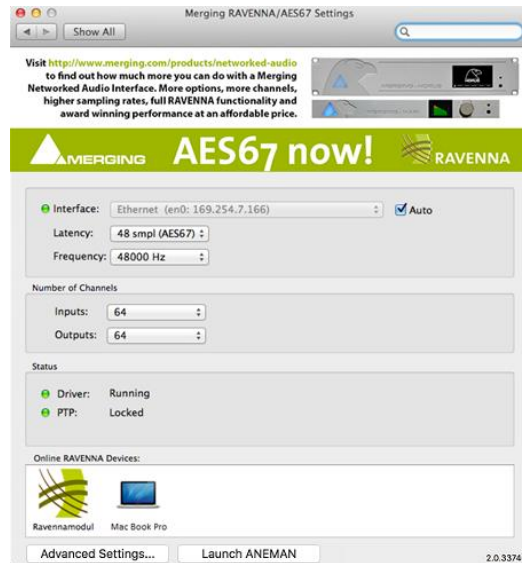 Merging RAVENNA/AES67 Settings
Show All
Visit http://www.merging.com/products/networked-audio
to find out how much more you can do with a Merging
Networked Audio Interface. More options, more channels,
higher sampling rates, full RAVENNA functionality and
award winning performance at an affordable price.
MERGING AES67 now! RAVENNA
Interface: Ethernet (en0: 169.254.7.166) Auto
Latency: 48 smpl (AES67)
Frequency: 48000 Hz
Number of Channels
Inputs: 64
Outputs: 64
Status
Driver: Running
PTP: Locked
Online RAVENNA Devices:
Ravennamodul Mac Book Pro
Advanced Settings... Launch ANEMAN 2.0.3374